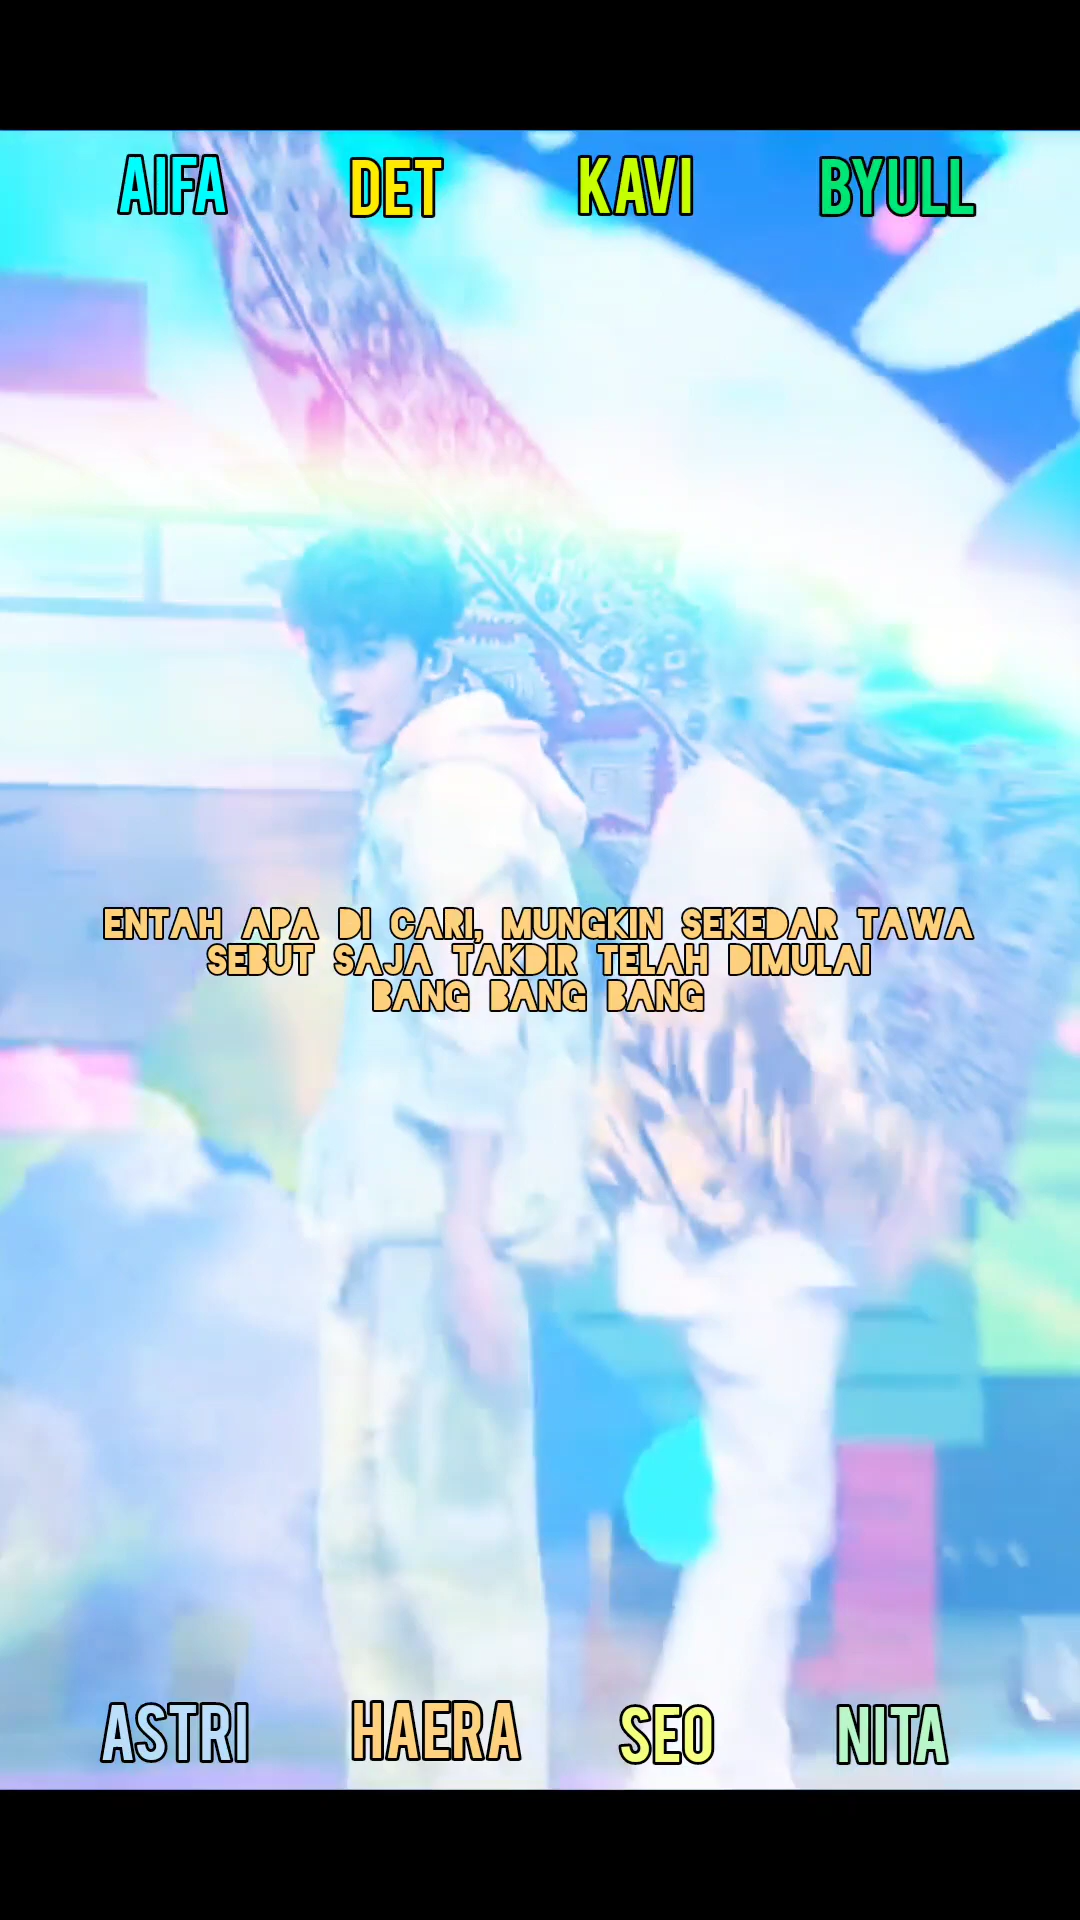 AIFA DET KAVI BYULL
ENTAH APA DI CARI, MUNGKIN SEKEDAR TAWA
SEBUT SAJA TAKDIR TELAH DIMULAI
BANG BANG BANG
ASTRI HAERA SEO NITA